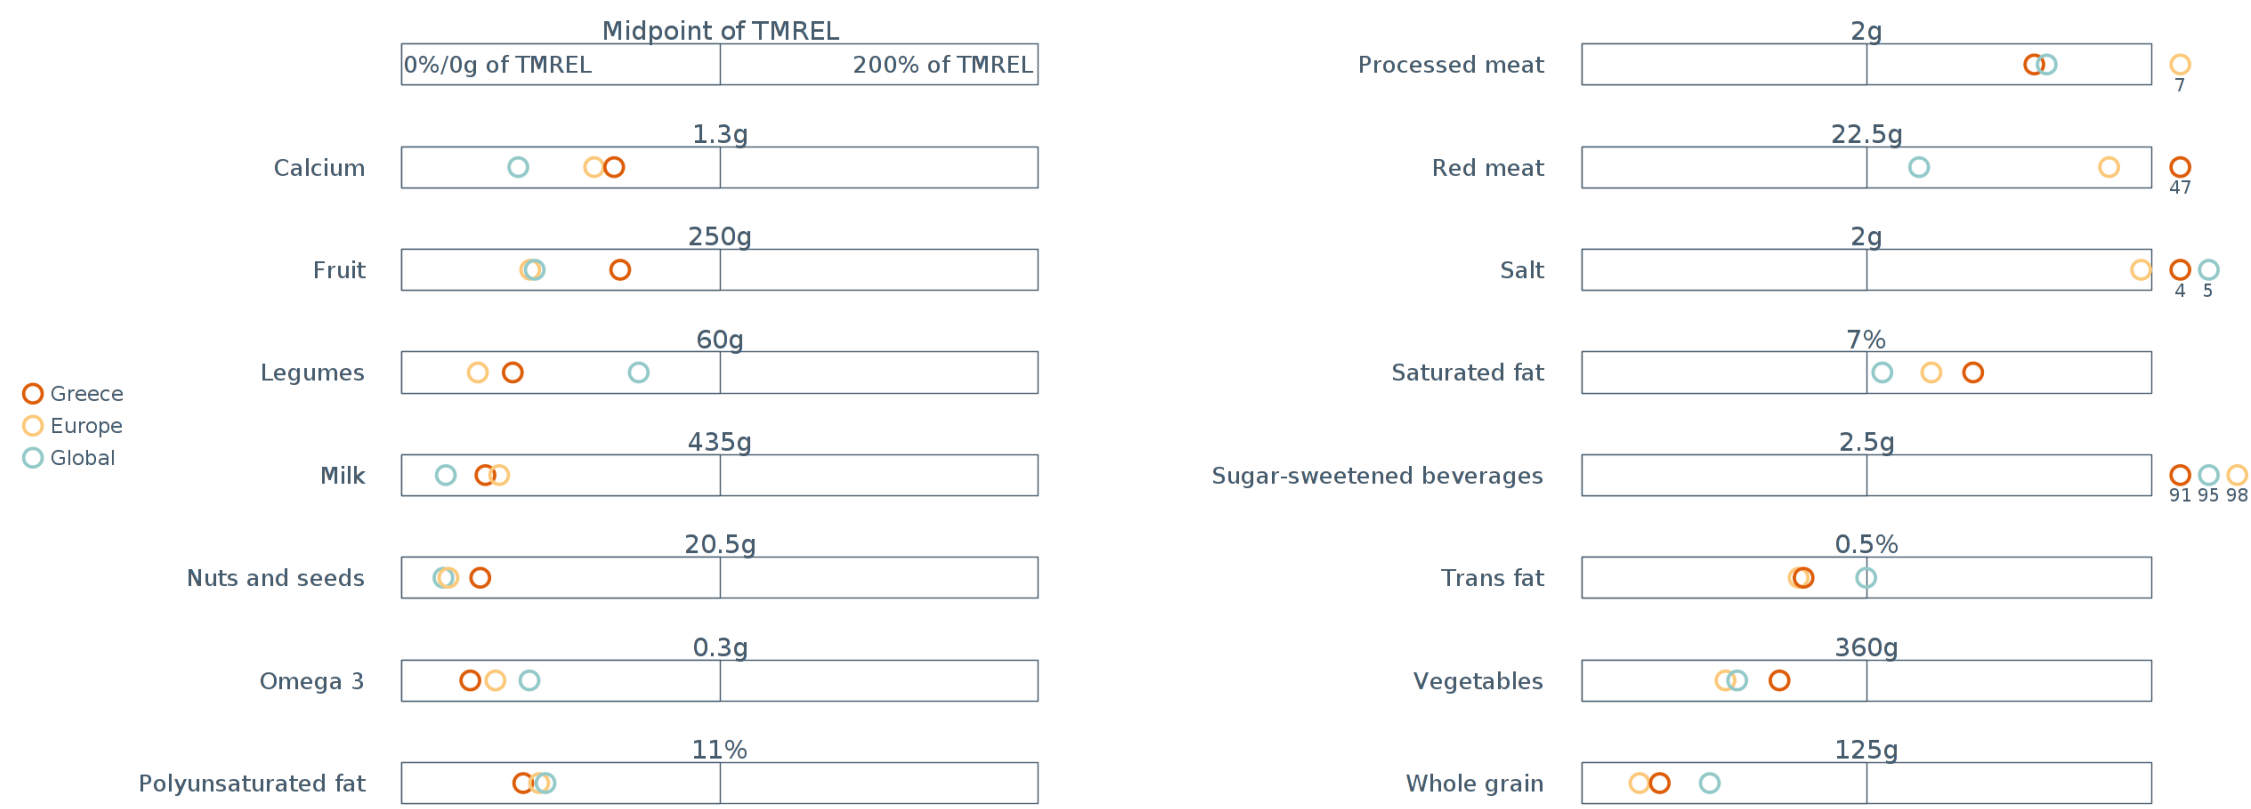 Midpoint of TMREL
0%/0g of TMREL 200% of TMREL
1.3g
Calcium
250g
Fruit
60g
Legumes
435g
Milk
20.5g
Nuts and seeds
0.3g
Omega 3
11%
Polyunsaturated fat
Greece
Europe
Global
2g
Processed meat
7
22.5g
Red meat
47
2g
Salt
4 5
7%
Saturated fat
2.5g
Sugar-sweetened beverages
91 95 98
0.5%
Trans fat
360g
Vegetables
125g
Whole grain